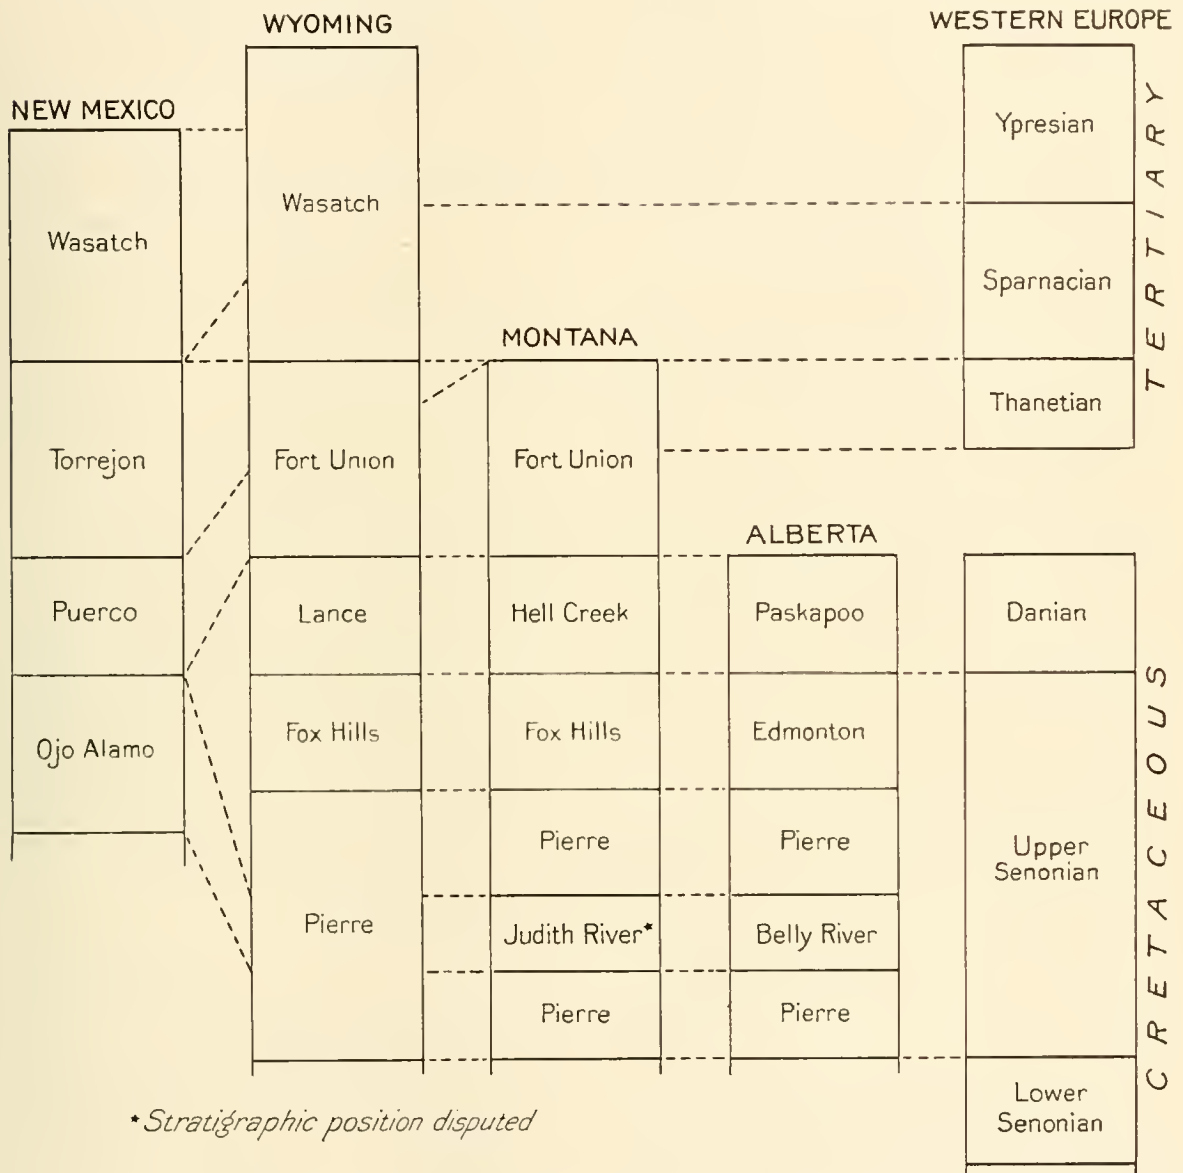 NEW MEXICO
Wasatch
Torrejon
Puerco
Ojo Alamo
WYOMING
Wasatch
Fort Union
Lance
Fox Hills
Pierre
MONTANA
Fort Union
Hell Creek
Fox Hills
Pierre
Judith River*
Pierre
ALBERTA
Paskapoo
Edmonton
Pierre
Belly River
Pierre
WESTERN EUROPE
Ypresian
Sparnacian
Thanetian
Danian
Upper
Senonian
Lower
Senonian
TERTIARY
CRETACEOUS
*Stratigraphic position disputed